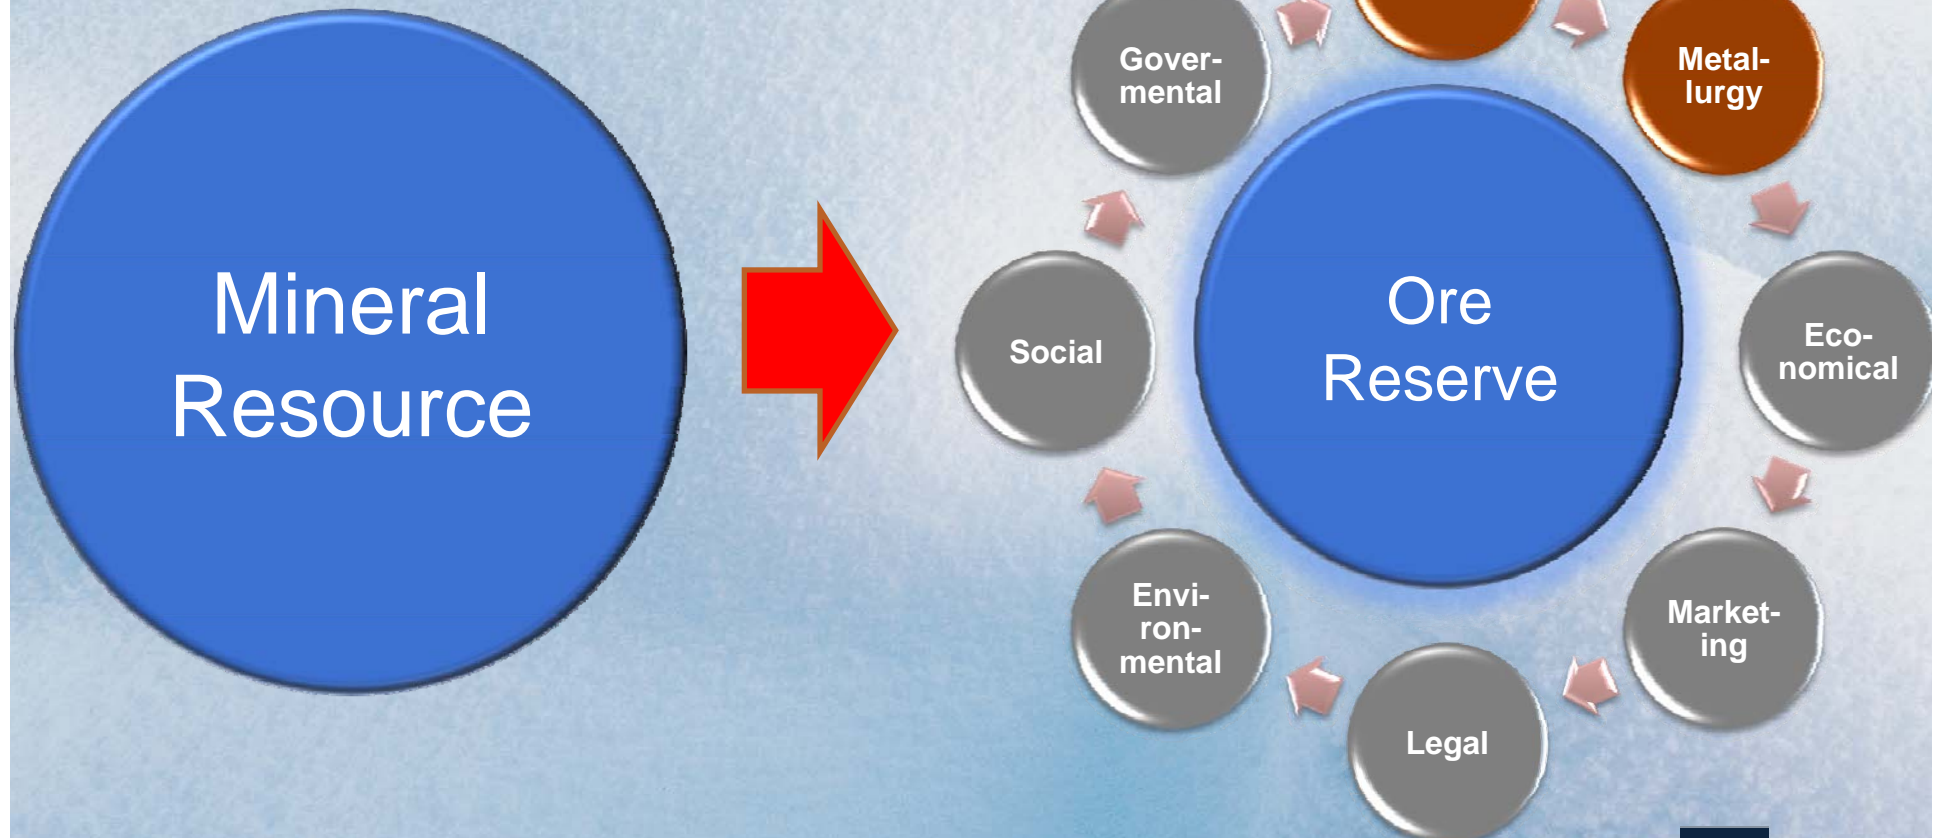 Mineral
Resource
Ore
Reserve
Gover-
mental
Metal-
lurgy
Eco-
nomical
Market-
ing
Legal
Envi-
ron-
mental
Social